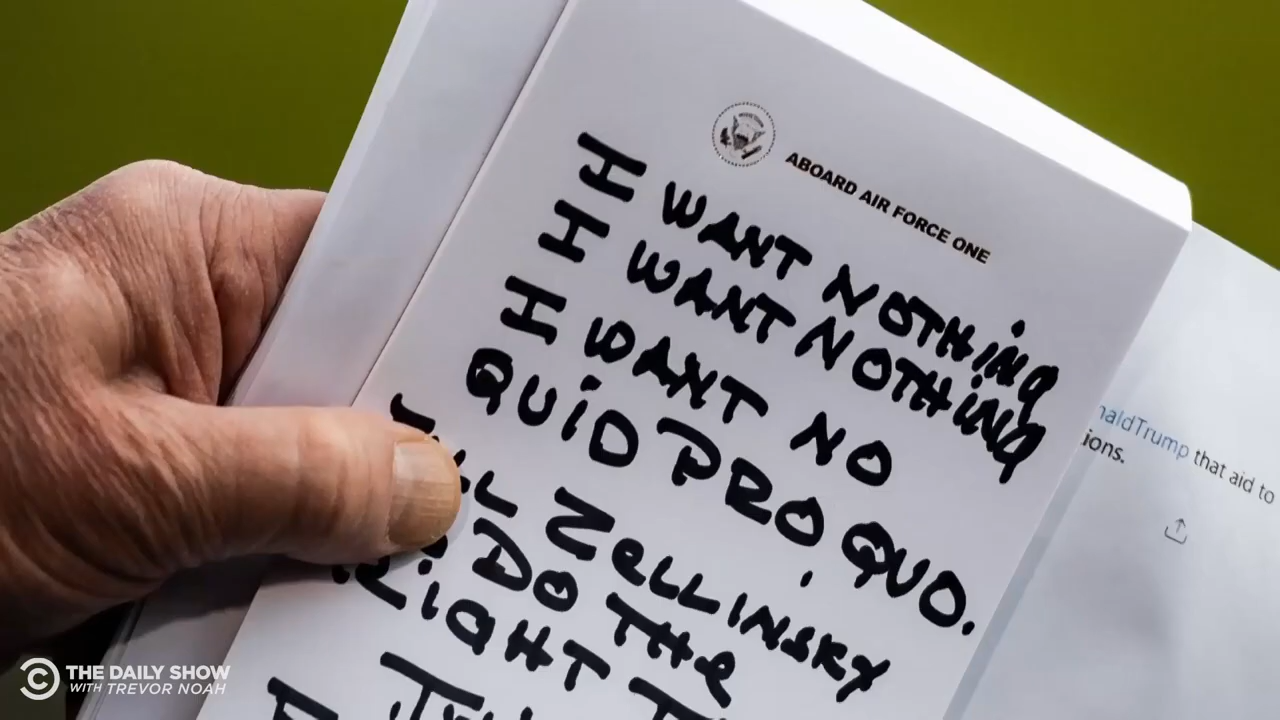 ABOARD AIR FORCE ONE
I WANT NOTHING
I WANT NOTHING
I WANT NO
QUID PRO QUO.
ZELLINSKY
DO THE
RIGHT
naldTrump that aid to
ions.
THE DAILY SHOW
WITH TREVOR NOAH